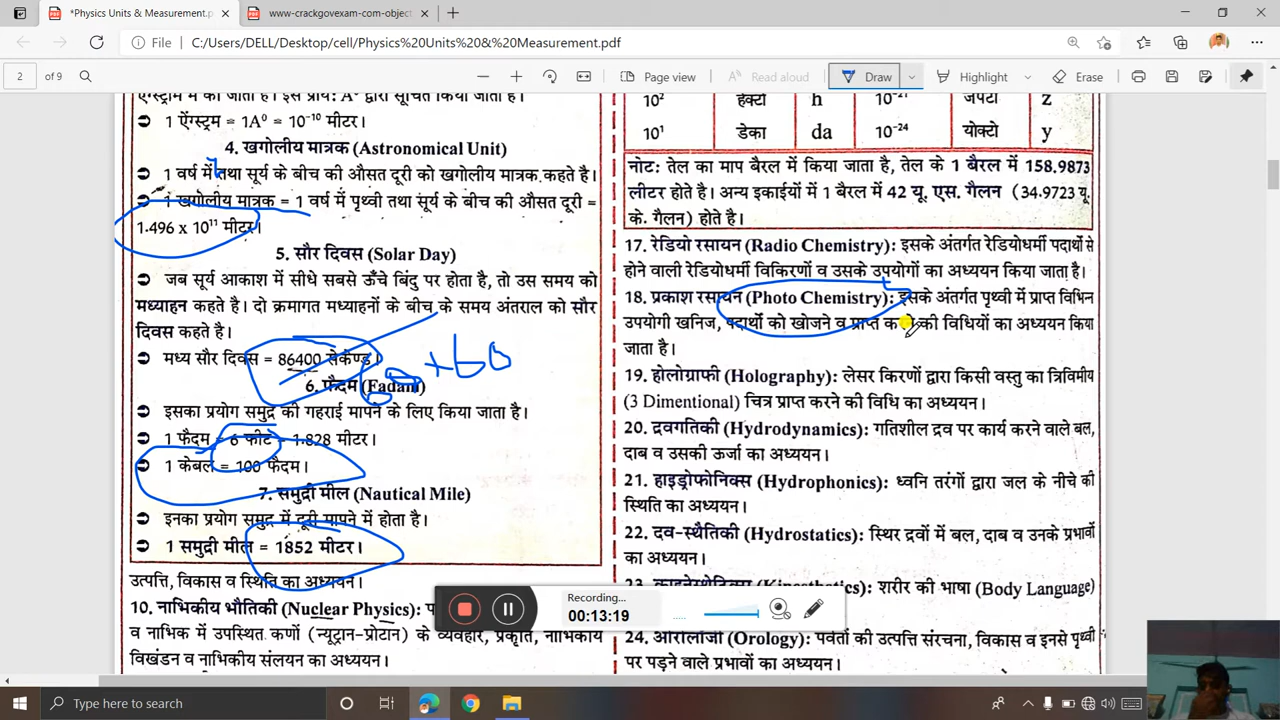 *Physics Units & Measurement.p
www-crackgovexam-com-object
File
C:/Users/DELL/Desktop/cell/Physics%20Units%20&%20Measurement.pdf
2
of 9
Page view
Read aloud
Draw
Highlight
Erase
ऐंग्स्ट्रॉम में की जाती है। इसे प्राय: A⁰ द्वारा सूचित किया जाता है।
➲ 1 ऐंग्स्ट्रम = 1A⁰ = 10⁻¹⁰ मीटर।
4. खगोलीय मात्रक (Astronomical Unit)
➲ 1 वर्ष में तथा सूर्य के बीच की औसत दूरी को खगोलीय मात्रक कहते है।
➲ 1 खगोलीय मात्रक = 1 वर्ष में पृथ्वी तथा सूर्य के बीच की औसत दूरी =
1.496 x 10¹¹ मीटर।
5. सौर दिवस (Solar Day)
➲ जब सूर्य आकाश में सीधे सबसे ऊँचे बिंदु पर होता है, तो उस समय को
मध्याहन कहते है। दो क्रमागत मध्याहनों के बीच के समय अंतराल को सौर
दिवस कहते है।
➲ मध्य सौर दिवस = 86400 सेकेण्ड।
60 +60
6. फैदम (Fadam)
➲ इसका प्रयोग समुद्र की गहराई मापने के लिए किया जाता है।
➲ 1 फैदम = 6 फीट = 1.828 मीटर।
➲ 1 केबल = 100 फैदम।
7. समुद्री मील (Nautical Mile)
➲ इनका प्रयोग समुद्र में दूरी मापने में होता है।
➲ 1 समुद्री मील = 1852 मीटर।
उत्पत्ति, विकास व स्थिति का अध्ययन।
10. नाभिकीय भौतिकी (Nuclear Physics):
व नाभिक में उपस्थित कणों (न्यूट्रान-प्रोटान) के व्यवहार, प्रकृति, नाभिकीय
विखंडन व नाभिकीय संलयन का अध्ययन।
10² हेक्टो h 10⁻²¹ जेपटो z
10¹ डेका da 10⁻²⁴ योक्टो y
नोट: तेल का माप बैरल में किया जाता है, तेल के 1 बैरल में 158.9873
लीटर होते है। अन्य इकाईयों में 1 बैरल में 42 यू. एस. गैलन (34.9723 यू.
के. गैलन) होते है।
17. रेडियो रसायन (Radio Chemistry): इसके अंतर्गत रेडियोधर्मी पदार्थों से
होने वाली रेडियोधर्मी विकिरणों व उसके उपयोगों का अध्ययन किया जाता है।
18. प्रकाश रसायन (Photo Chemistry): इसके अंतर्गत पृथ्वी में प्राप्त विभिन
उपयोगी खनिज, पदार्थों को खोजने व प्राप्त की विधियों का अध्ययन किया
जाता है।
19. होलोग्राफी (Holography): लेसर किरणों द्वारा किसी वस्तु का त्रिविमीय
(3 Dimentional) चित्र प्राप्त करने की विधि का अध्ययन।
20. द्रवगतिकी (Hydrodynamics): गतिशील द्रव पर कार्य करने वाले बल,
दाब व उसकी ऊर्जा का अध्ययन।
21. हाइड्रोफोनिक्स (Hydrophonics): ध्वनि तरंगों द्वारा जल के नीचे की
स्थिति का अध्ययन।
22. दव-स्थैतिकी (Hydrostatics): स्थिर द्रवों में बल, दाब व उनके प्रभावों
का अध्ययन।
23. काइनेस्थेटिक्स (Kinesthetics): शरीर की भाषा (Body Language)
24. ओरोलॉजी (Orology): पर्वतों की उत्पत्ति संरचना, विकास व इनसे पृथ्वी
पर पड़ने वाले प्रभावों का अध्ययन।
Recording...
00:13:19
Type here to search